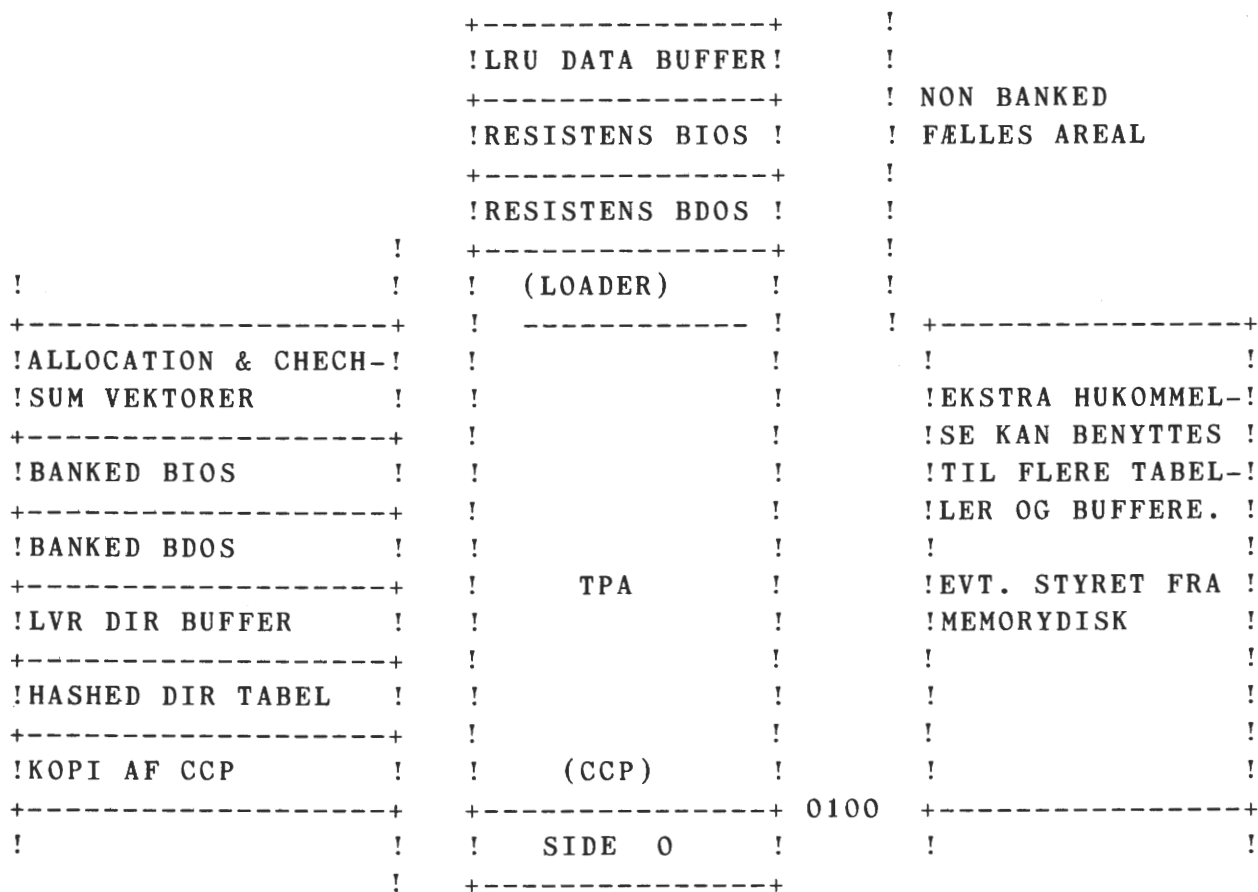 +----------------+ !
!LRU DATA BUFFER! !
+----------------+ ! NON BANKED
!RESISTENS BIOS ! ! FÆLLES AREAL
+----------------+ !
!RESISTENS BDOS ! !
! +----------------+ !
! ! ! (LOADER) ! !
+--------------------+ ! ------------ ! ! +-----------------+
!ALLOCATION & CHECH-! ! ! ! !
!SUM VEKTORER ! ! ! !EKSTRA HUKOMMEL-!
+--------------------+ ! ! !SE KAN BENYTTES !
!BANKED BIOS ! ! ! !TIL FLERE TABEL-!
+--------------------+ ! ! !LER OG BUFFERE. !
!BANKED BDOS ! ! ! ! !
+--------------------+ ! TPA ! !EVT. STYRET FRA !
!LVR DIR BUFFER ! ! ! !MEMORYDISK !
+--------------------+ ! ! ! !
!HASHED DIR TABEL ! ! ! ! !
+--------------------+ ! ! ! !
!KOPI AF CCP ! ! (CCP) ! ! !
+--------------------+ +----------------+ 0100 +-----------------+
! ! ! SIDE 0 ! ! !
! +----------------+